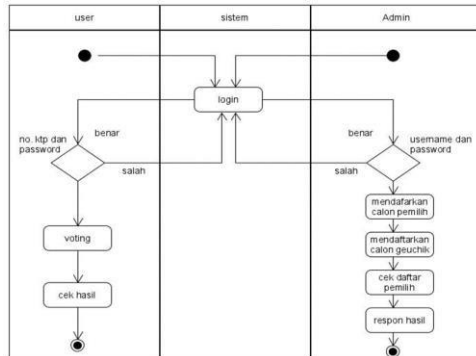 user
sistem
Admin
login
no. ktp dan
password
benar
salah
benar
salah
username dan
password
voting
cek hasil
mendafarkan
calon pemilih
mendaftarkan
calon geuchik
cek daftar
pemilih
respon hasil